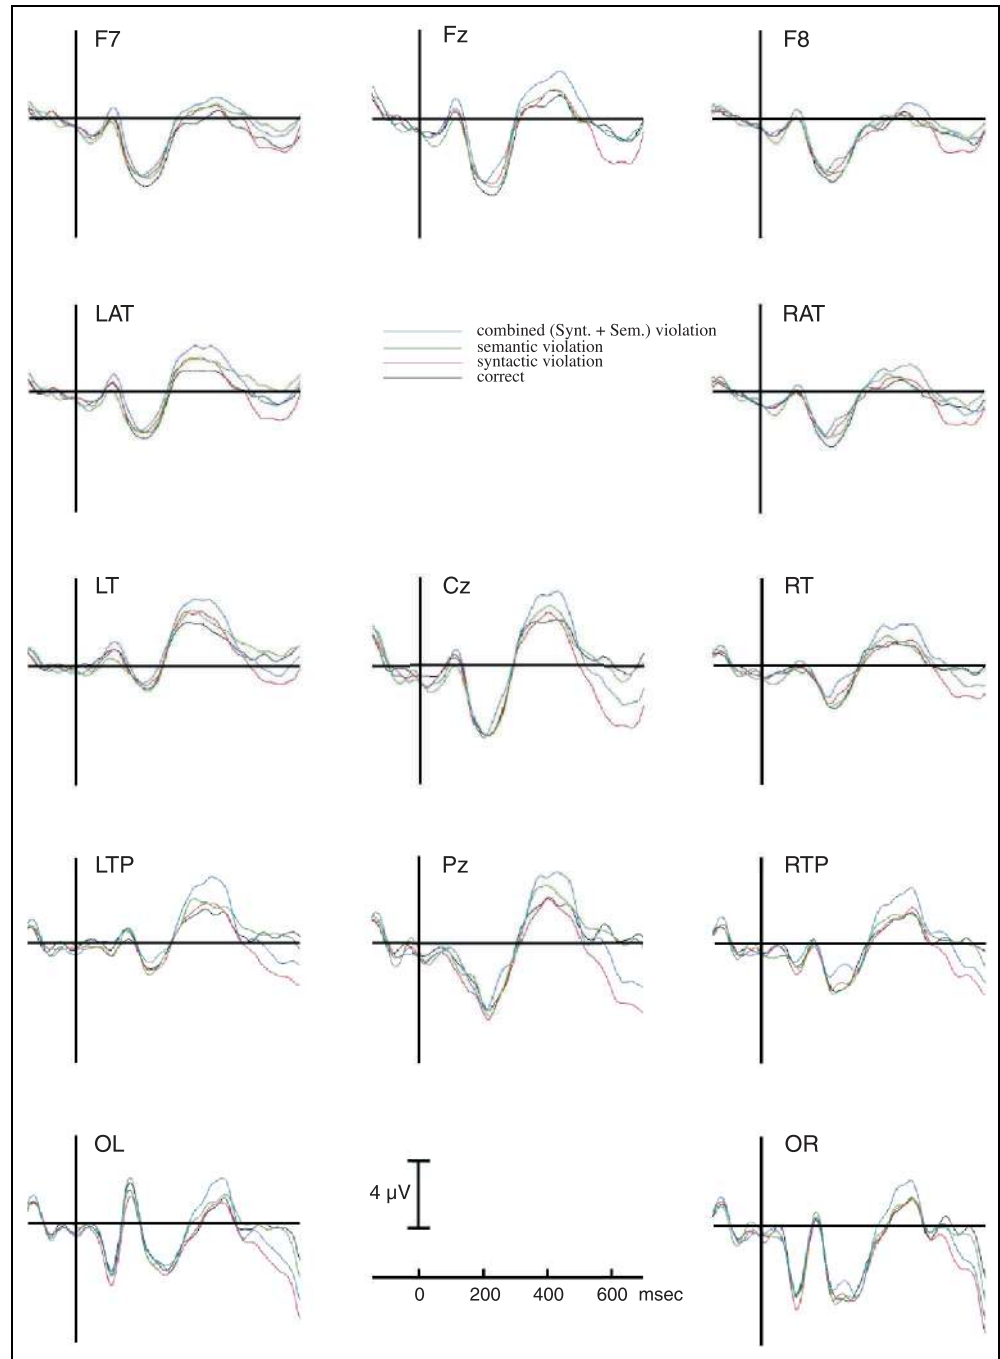 F7
Fz
F8
LAT
RAT
combined (Synt. + Sem.) violation
semantic violation
syntactic violation
correct
LT
Cz
RT
LTP
Pz
RTP
OL
OR
4 µV
0 200 400 600 msec